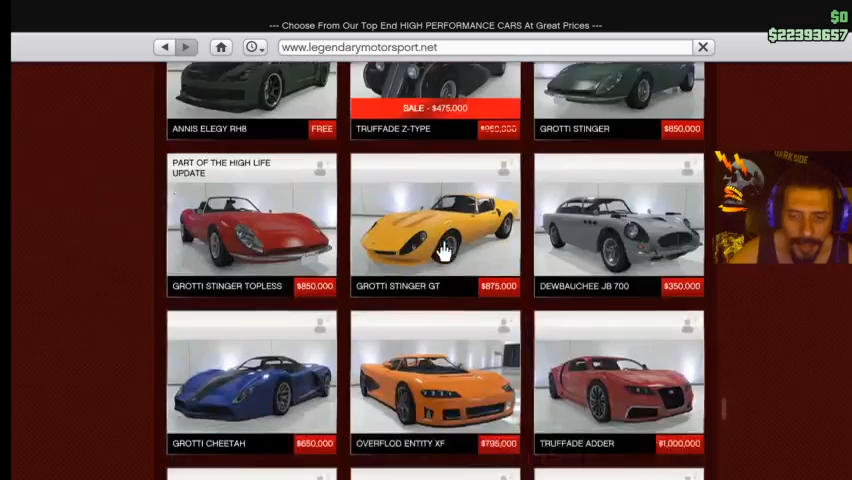 --- Choose From Our Top End HIGH PERFORMANCE CARS At Great Prices ---
$0
$22393657
www.legendarymotorsport.net
SALE - $475,000
ANNIS ELEGY RH8 FREE
TRUFFADE Z-TYPE $950,000
GROTTI STINGER $850,000
PART OF THE HIGH LIFE
UPDATE
GROTTI STINGER TOPLESS $850,000
GROTTI STINGER GT $875,000
DEWBAUCHEE JB 700 $350,000
GROTTI CHEETAH $650,000
OVERFLOD ENTITY XF $795,000
TRUFFADE ADDER $1,000,000
DARK SIDE